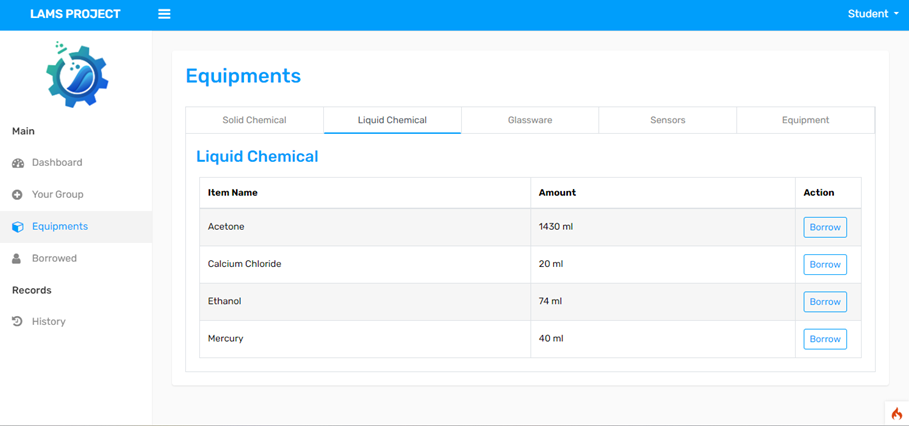 LAMS PROJECT
Student
Main
Dashboard
Your Group
Equipments
Borrowed
Records
History
Equipments
Solid Chemical Liquid Chemical Glassware Sensors Equipment
Liquid Chemical
Item Name Amount Action
Acetone 1430 ml Borrow
Calcium Chloride 20 ml Borrow
Ethanol 74 ml Borrow
Mercury 40 ml Borrow